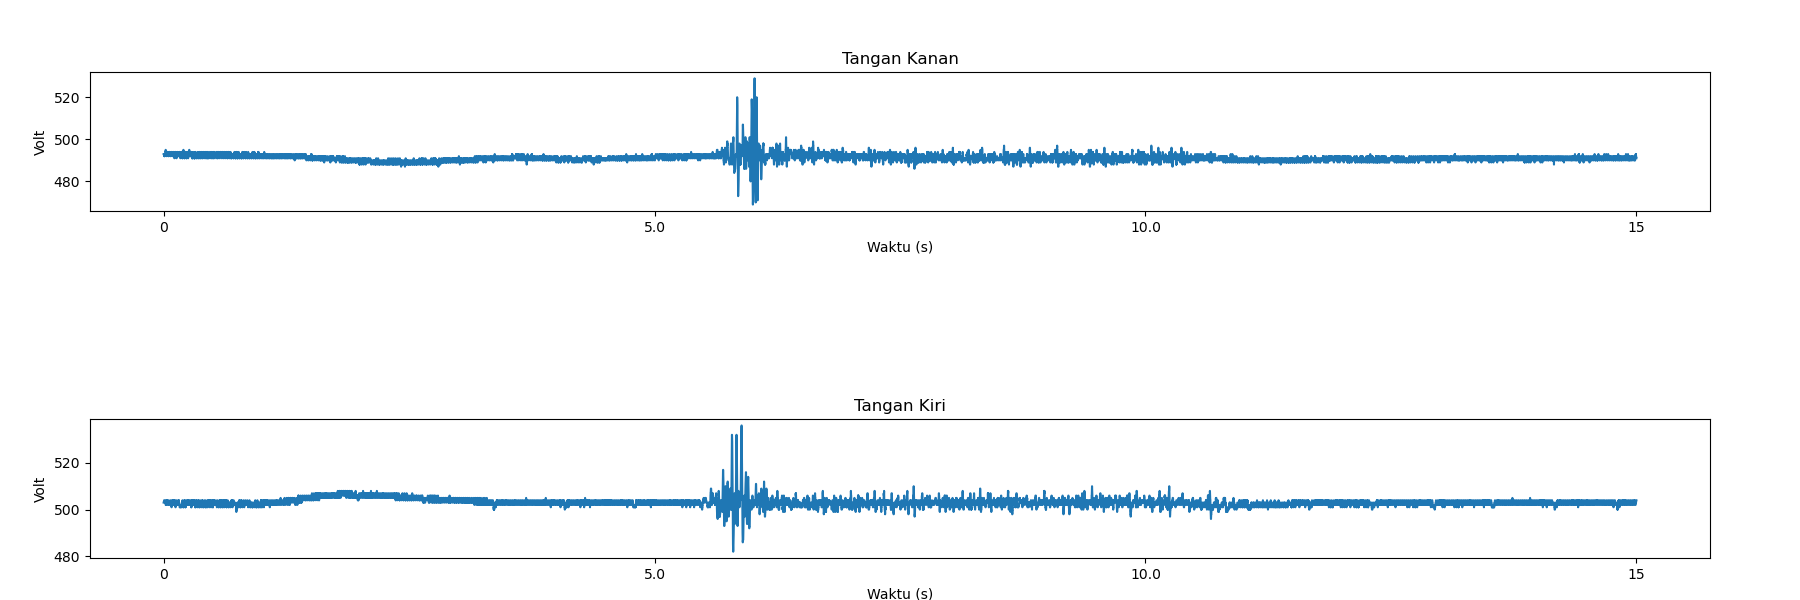 Tangan Kanan
Volt
520
500
480
0 5.0 10.0 15
Waktu (s)
Tangan Kiri
Volt
520
500
480
0 5.0 10.0 15
Waktu (s)